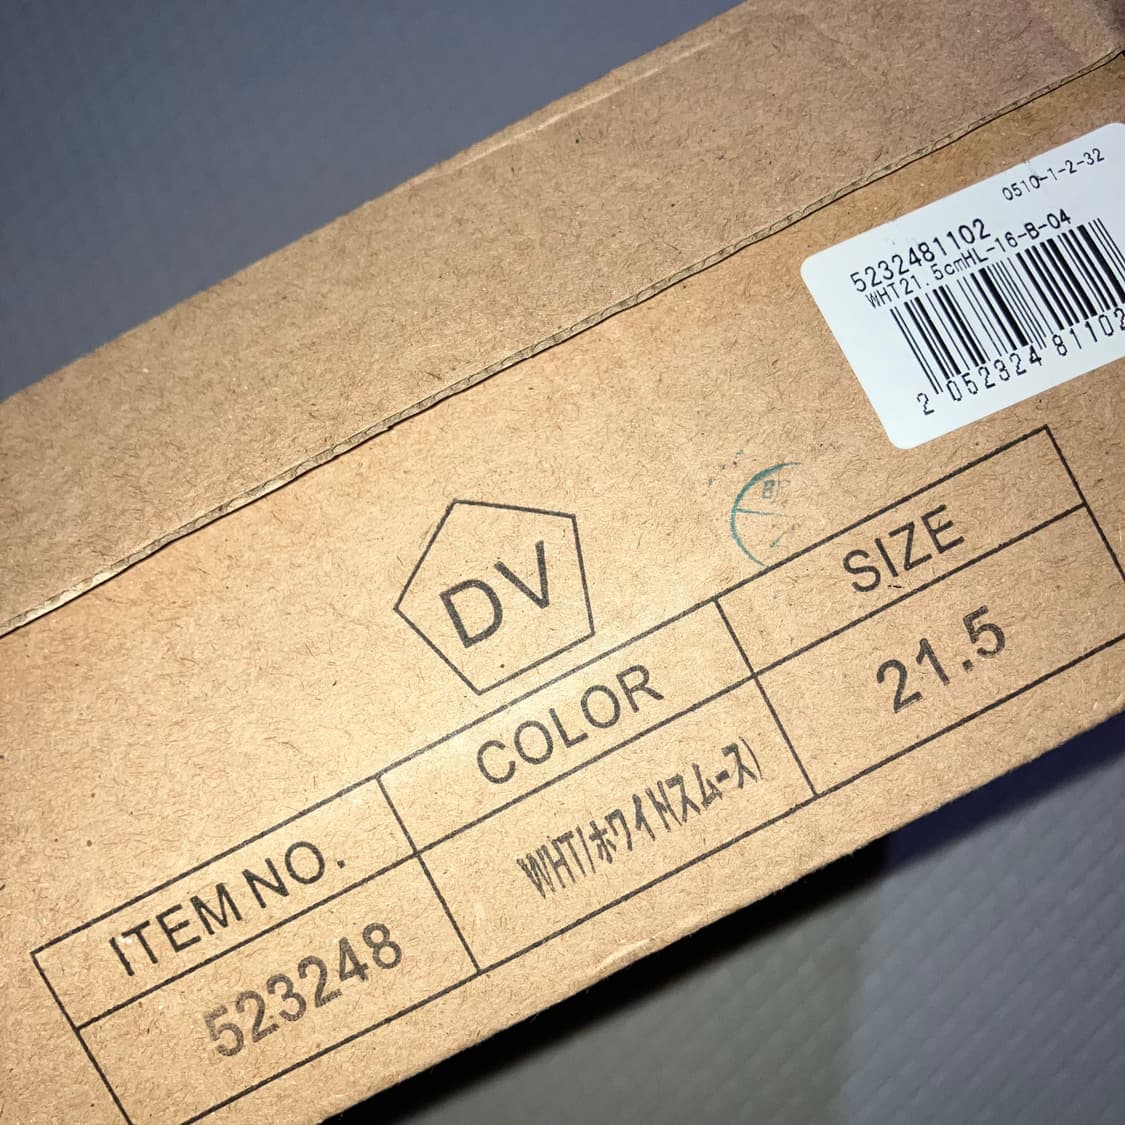 0510-1-2-32
5232481102
WHT21.5cmHL-16-B-04
2 052324 81102
DV
ITEM NO.
COLOR
SIZE
523248
WHT/ホワイト(スムース)
21.5